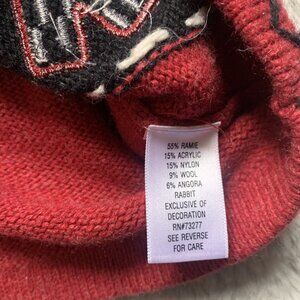 55% RAMIE
15% ACRYLIC
15% NYLON
9% WOOL
6% ANGORA
RABBIT
EXCLUSIVE OF
DECORATION
RN#73277
SEE REVERSE
FOR CARE